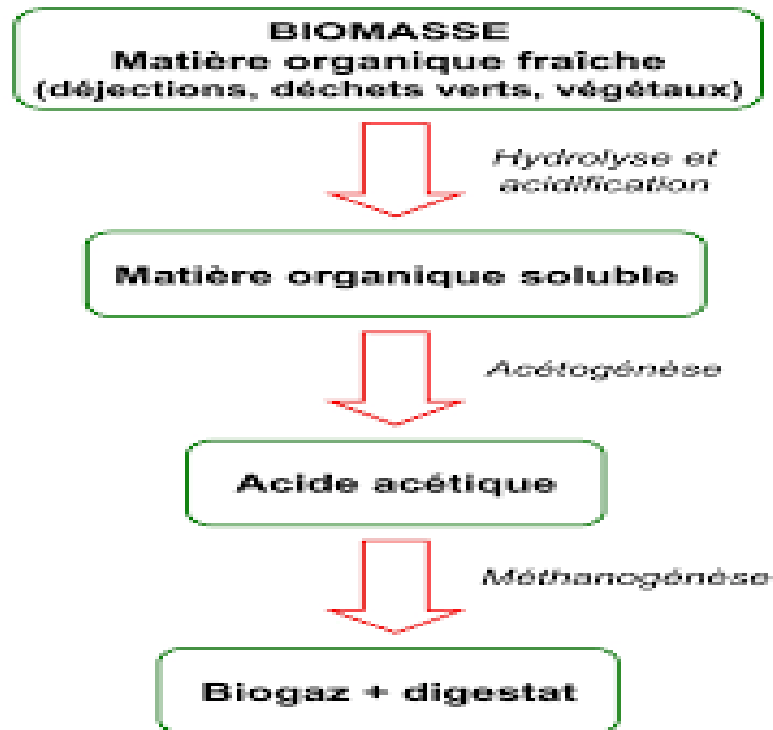 BIOMASSE
Matière organique fraîche
(déjections, déchets verts, végétaux)
Hydrolyse et
acidification
Matière organique soluble
Acétogénèse
Acide acétique
Méthanogénèse
Biogaz + digestat